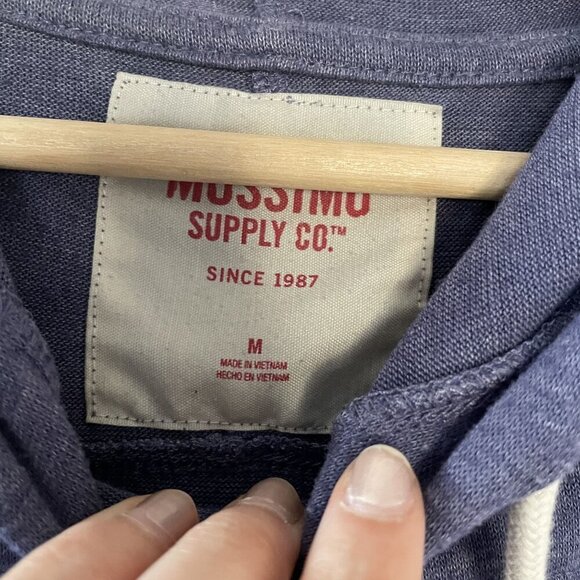 MOSSIMO
SUPPLY CO.™
SINCE 1987
M
MADE IN VIETNAM
HECHO EN VIETNAM